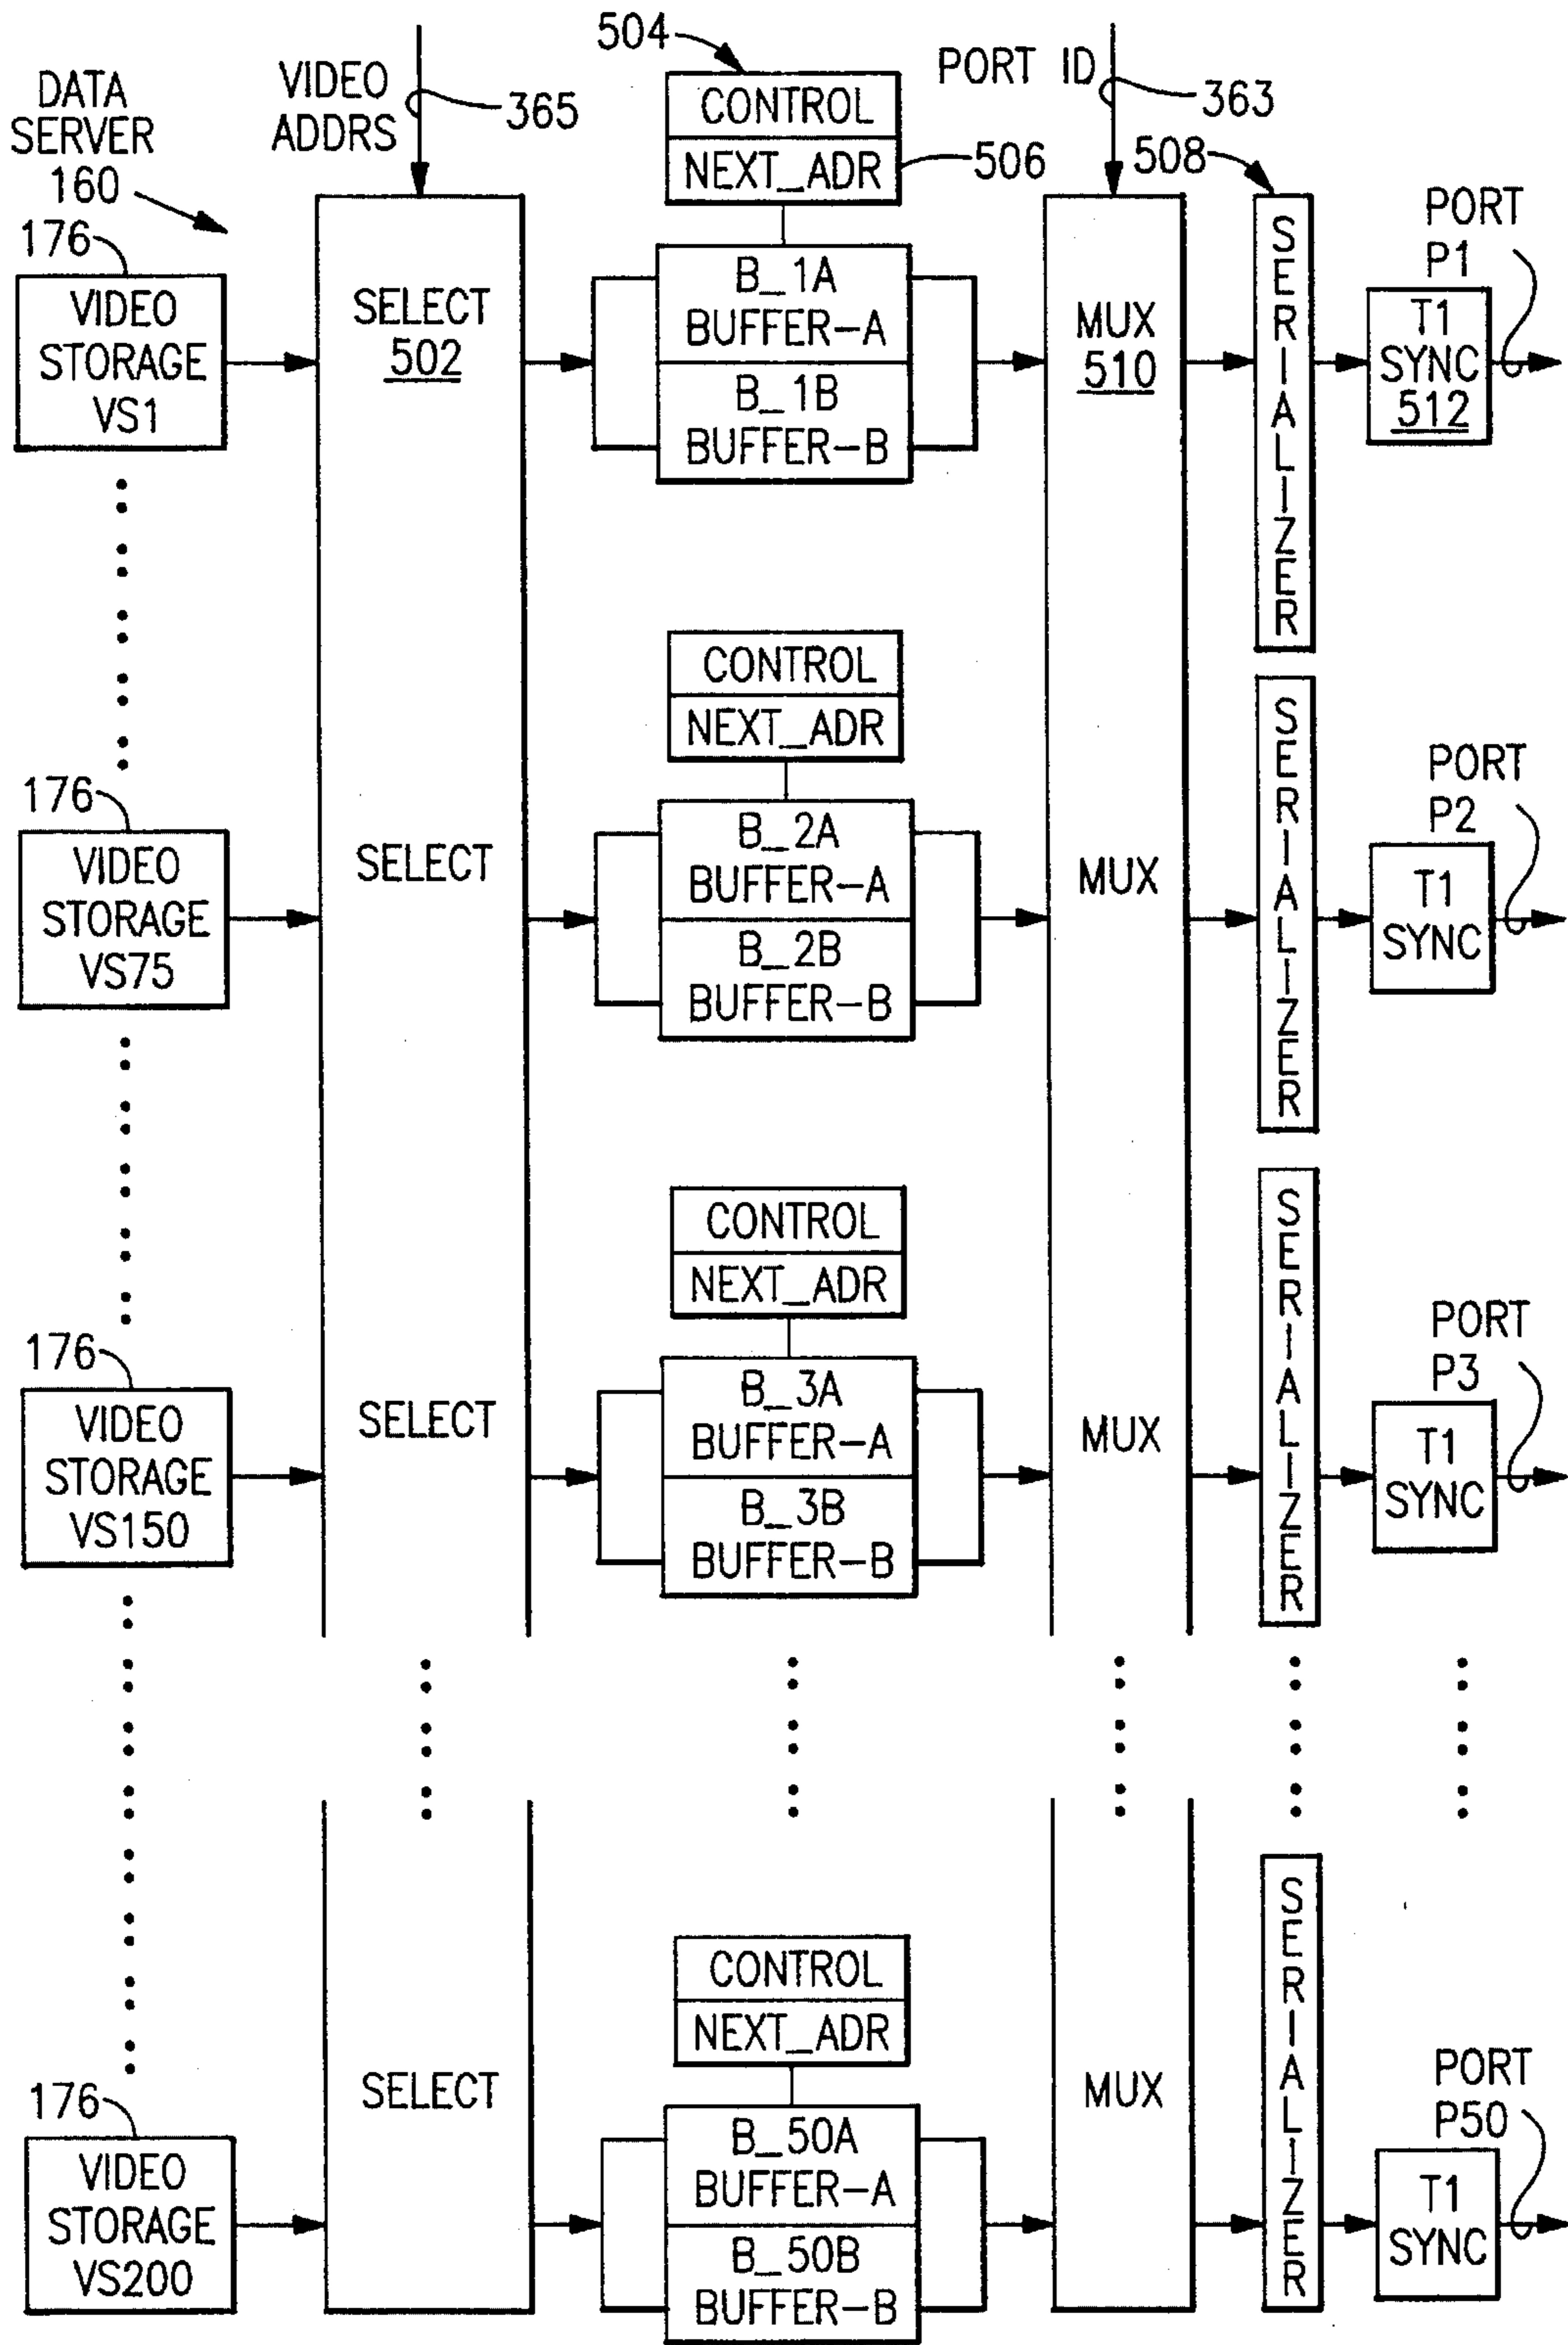 DATA
SERVER
160
VIDEO
ADDRS
365
504
CONTROL
NEXT_ADR
506
PORT ID
363
508
PORT
P1
176
VIDEO
STORAGE
VS1
SELECT
502
B_1A
BUFFER-A
B_1B
BUFFER-B
MUX
510
SERIALIZER
T1
SYNC
512
CONTROL
NEXT_ADR
PORT
P2
176
VIDEO
STORAGE
VS75
SELECT
B_2A
BUFFER-A
B_2B
BUFFER-B
MUX
SERIALIZER
T1
SYNC
CONTROL
NEXT_ADR
PORT
P3
176
VIDEO
STORAGE
VS150
SELECT
B_3A
BUFFER-A
B_3B
BUFFER-B
MUX
SERIALIZER
T1
SYNC
CONTROL
NEXT_ADR
PORT
P50
176
VIDEO
STORAGE
VS200
SELECT
B_50A
BUFFER-A
B_50B
BUFFER-B
MUX
SERIALIZER
T1
SYNC